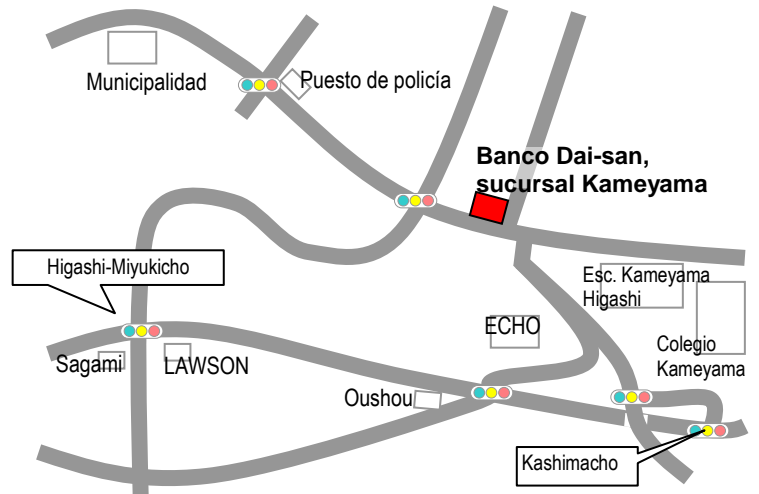 Municipalidad
Puesto de policía
Banco Dai-san,
sucursal Kameyama
Higashi-Miyukicho
Esc. Kameyama
Higashi
ECHO
Colegio
Kameyama
Sagami
LAWSON
Oushou
Kashimacho